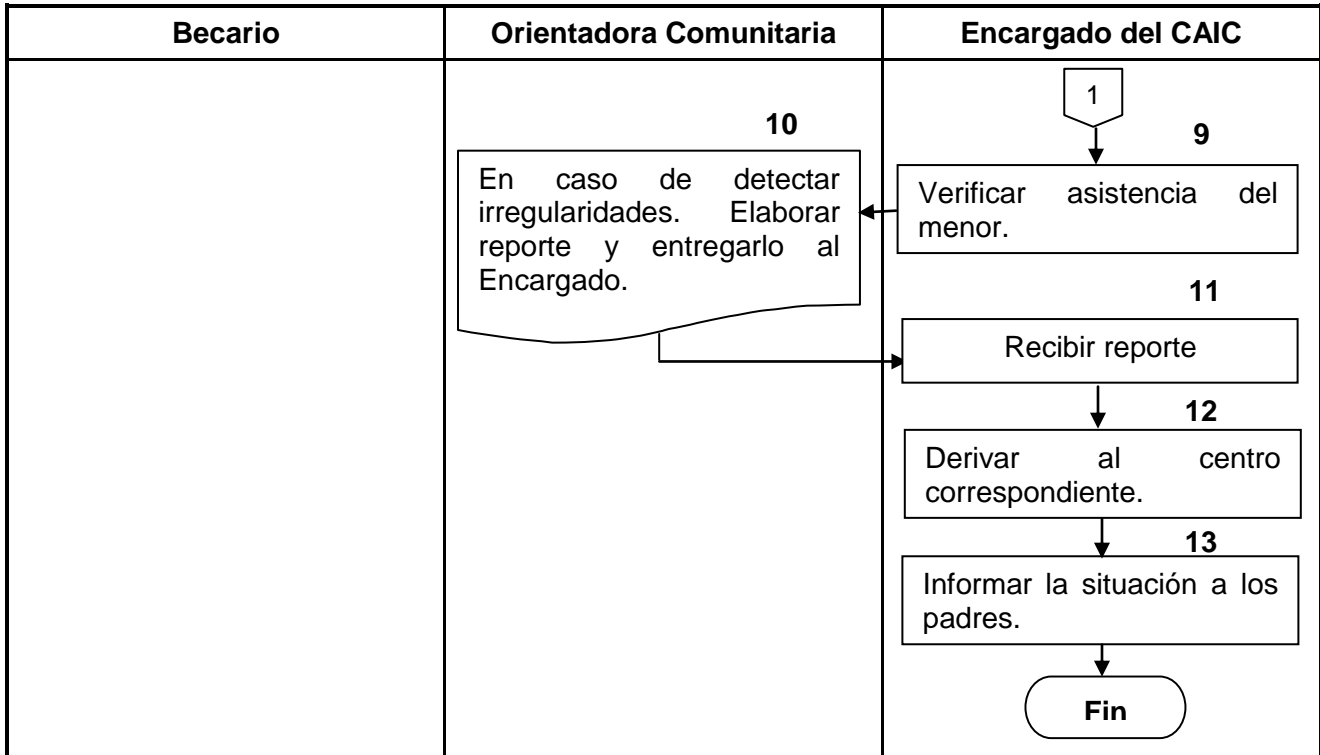 Becario
Orientadora Comunitaria
Encargado del CAIC
1
9
Verificar asistencia del
menor.
10
En caso de detectar
irregularidades. Elaborar
reporte y entregarlo al
Encargado.
11
Recibir reporte
12
Derivar al centro
correspondiente.
13
Informar la situación a los
padres.
Fin